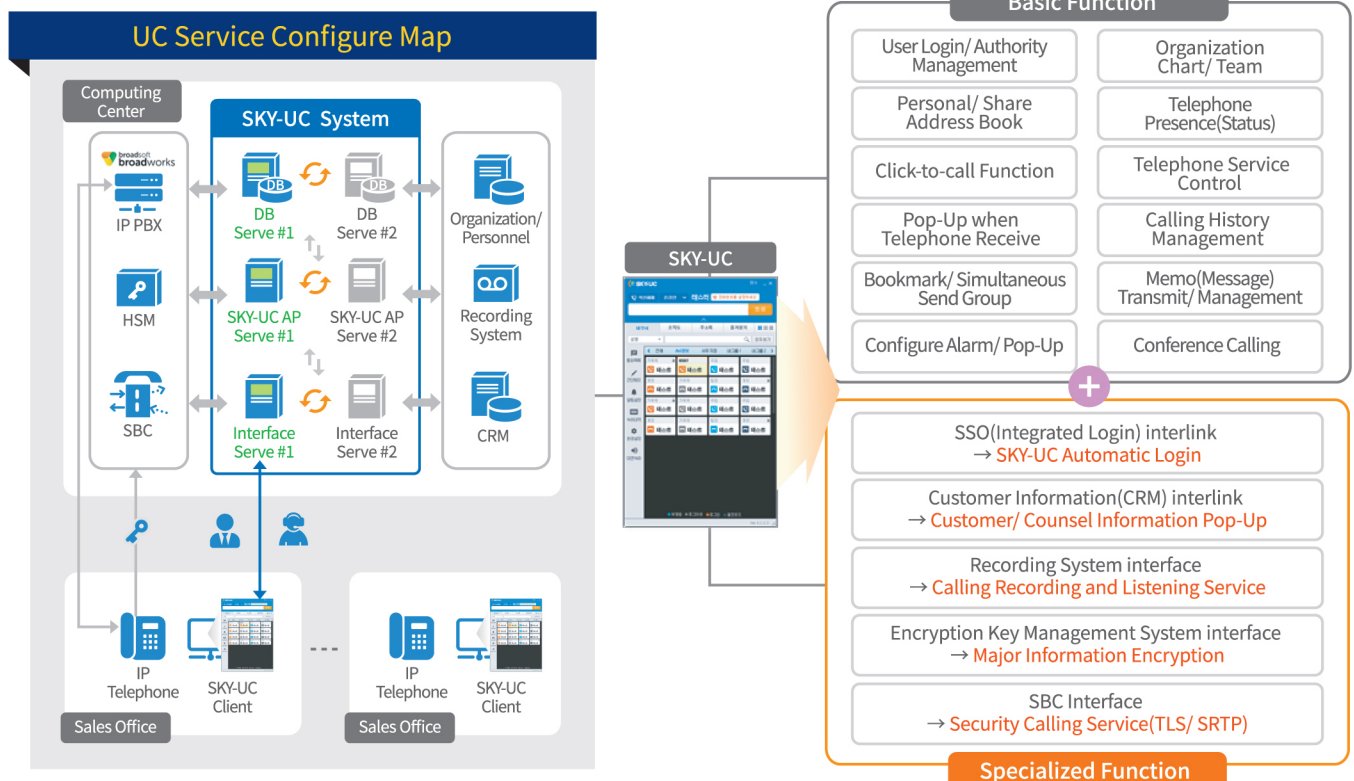 UC Service Configure Map
Computing
Center
SKY-UC System
broadsoft
broadworks
IP PBX
HSM
SBC
DB
DB
Serve #1
DB
DB
Serve #2
SKY-UC AP
Serve #1
SKY-UC AP
Serve #2
Interface
Serve #1
Interface
Serve #2
Organization/
Personnel
Recording
System
CRM
IP
Telephone
SKY-UC
Client
Sales Office
IP
Telephone
SKY-UC
Client
Sales Office
SKY-UC
SKY-UC
Basic Function
User Login/ Authority
Management
Organization
Chart/ Team
Personal/ Share
Address Book
Telephone
Presence(Status)
Click-to-call Function
Telephone Service
Control
Pop-Up when
Telephone Receive
Calling History
Management
Bookmark/ Simultaneous
Send Group
Memo(Message)
Transmit/ Management
Configure Alarm/ Pop-Up
Conference Calling
SSO(Integrated Login) interlink
→ SKY-UC Automatic Login
Customer Information(CRM) interlink
→ Customer/ Counsel Information Pop-Up
Recording System interface
→ Calling Recording and Listening Service
Encryption Key Management System interface
→ Major Information Encryption
SBC Interface
→ Security Calling Service(TLS/ SRTP)
Specialized Function